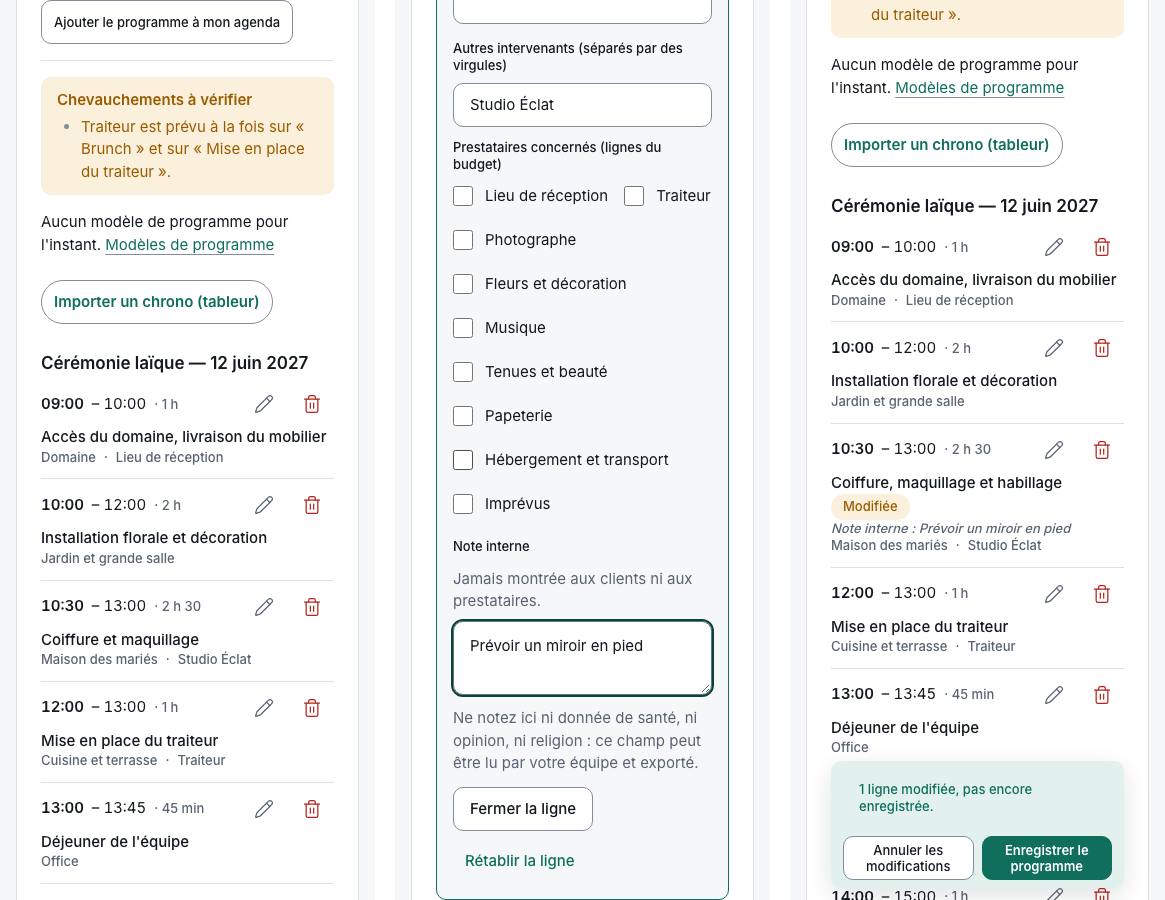 Ajouter le programme à mon agenda
Chevauchements à vérifier
• Traiteur est prévu à la fois sur «
Brunch » et sur « Mise en place
du traiteur ».
Aucun modèle de programme pour
l'instant. Modèles de programme
Importer un chrono (tableur)
Cérémonie laïque — 12 juin 2027
09:00 – 10:00 · 1 h
Accès du domaine, livraison du mobilier
Domaine · Lieu de réception
10:00 – 12:00 · 2 h
Installation florale et décoration
Jardin et grande salle
10:30 – 13:00 · 2 h 30
Coiffure et maquillage
Maison des mariés · Studio Éclat
12:00 – 13:00 · 1 h
Mise en place du traiteur
Cuisine et terrasse · Traiteur
13:00 – 13:45 · 45 min
Déjeuner de l'équipe
Office
Autres intervenants (séparés par des
virgules)
Studio Éclat
Prestataires concernés (lignes du
budget)
Lieu de réception Traiteur
Photographe
Fleurs et décoration
Musique
Tenues et beauté
Papeterie
Hébergement et transport
Imprévus
Note interne
Jamais montrée aux clients ni aux
prestataires.
Prévoir un miroir en pied
Ne notez ici ni donnée de santé, ni
opinion, ni religion : ce champ peut
être lu par votre équipe et exporté.
Fermer la ligne
Rétablir la ligne
du traiteur ».
Aucun modèle de programme pour
l'instant. Modèles de programme
Importer un chrono (tableur)
Cérémonie laïque — 12 juin 2027
09:00 – 10:00 · 1 h
Accès du domaine, livraison du mobilier
Domaine · Lieu de réception
10:00 – 12:00 · 2 h
Installation florale et décoration
Jardin et grande salle
10:30 – 13:00 · 2 h 30
Coiffure, maquillage et habillage
Modifiée
Note interne : Prévoir un miroir en pied
Maison des mariés · Studio Éclat
12:00 – 13:00 · 1 h
Mise en place du traiteur
Cuisine et terrasse · Traiteur
13:00 – 13:45 · 45 min
Déjeuner de l'équipe
Office
1 ligne modifiée, pas encore
enregistrée.
Annuler les
modifications
Enregistrer le
programme
14:00 – 15:00 · 1 h